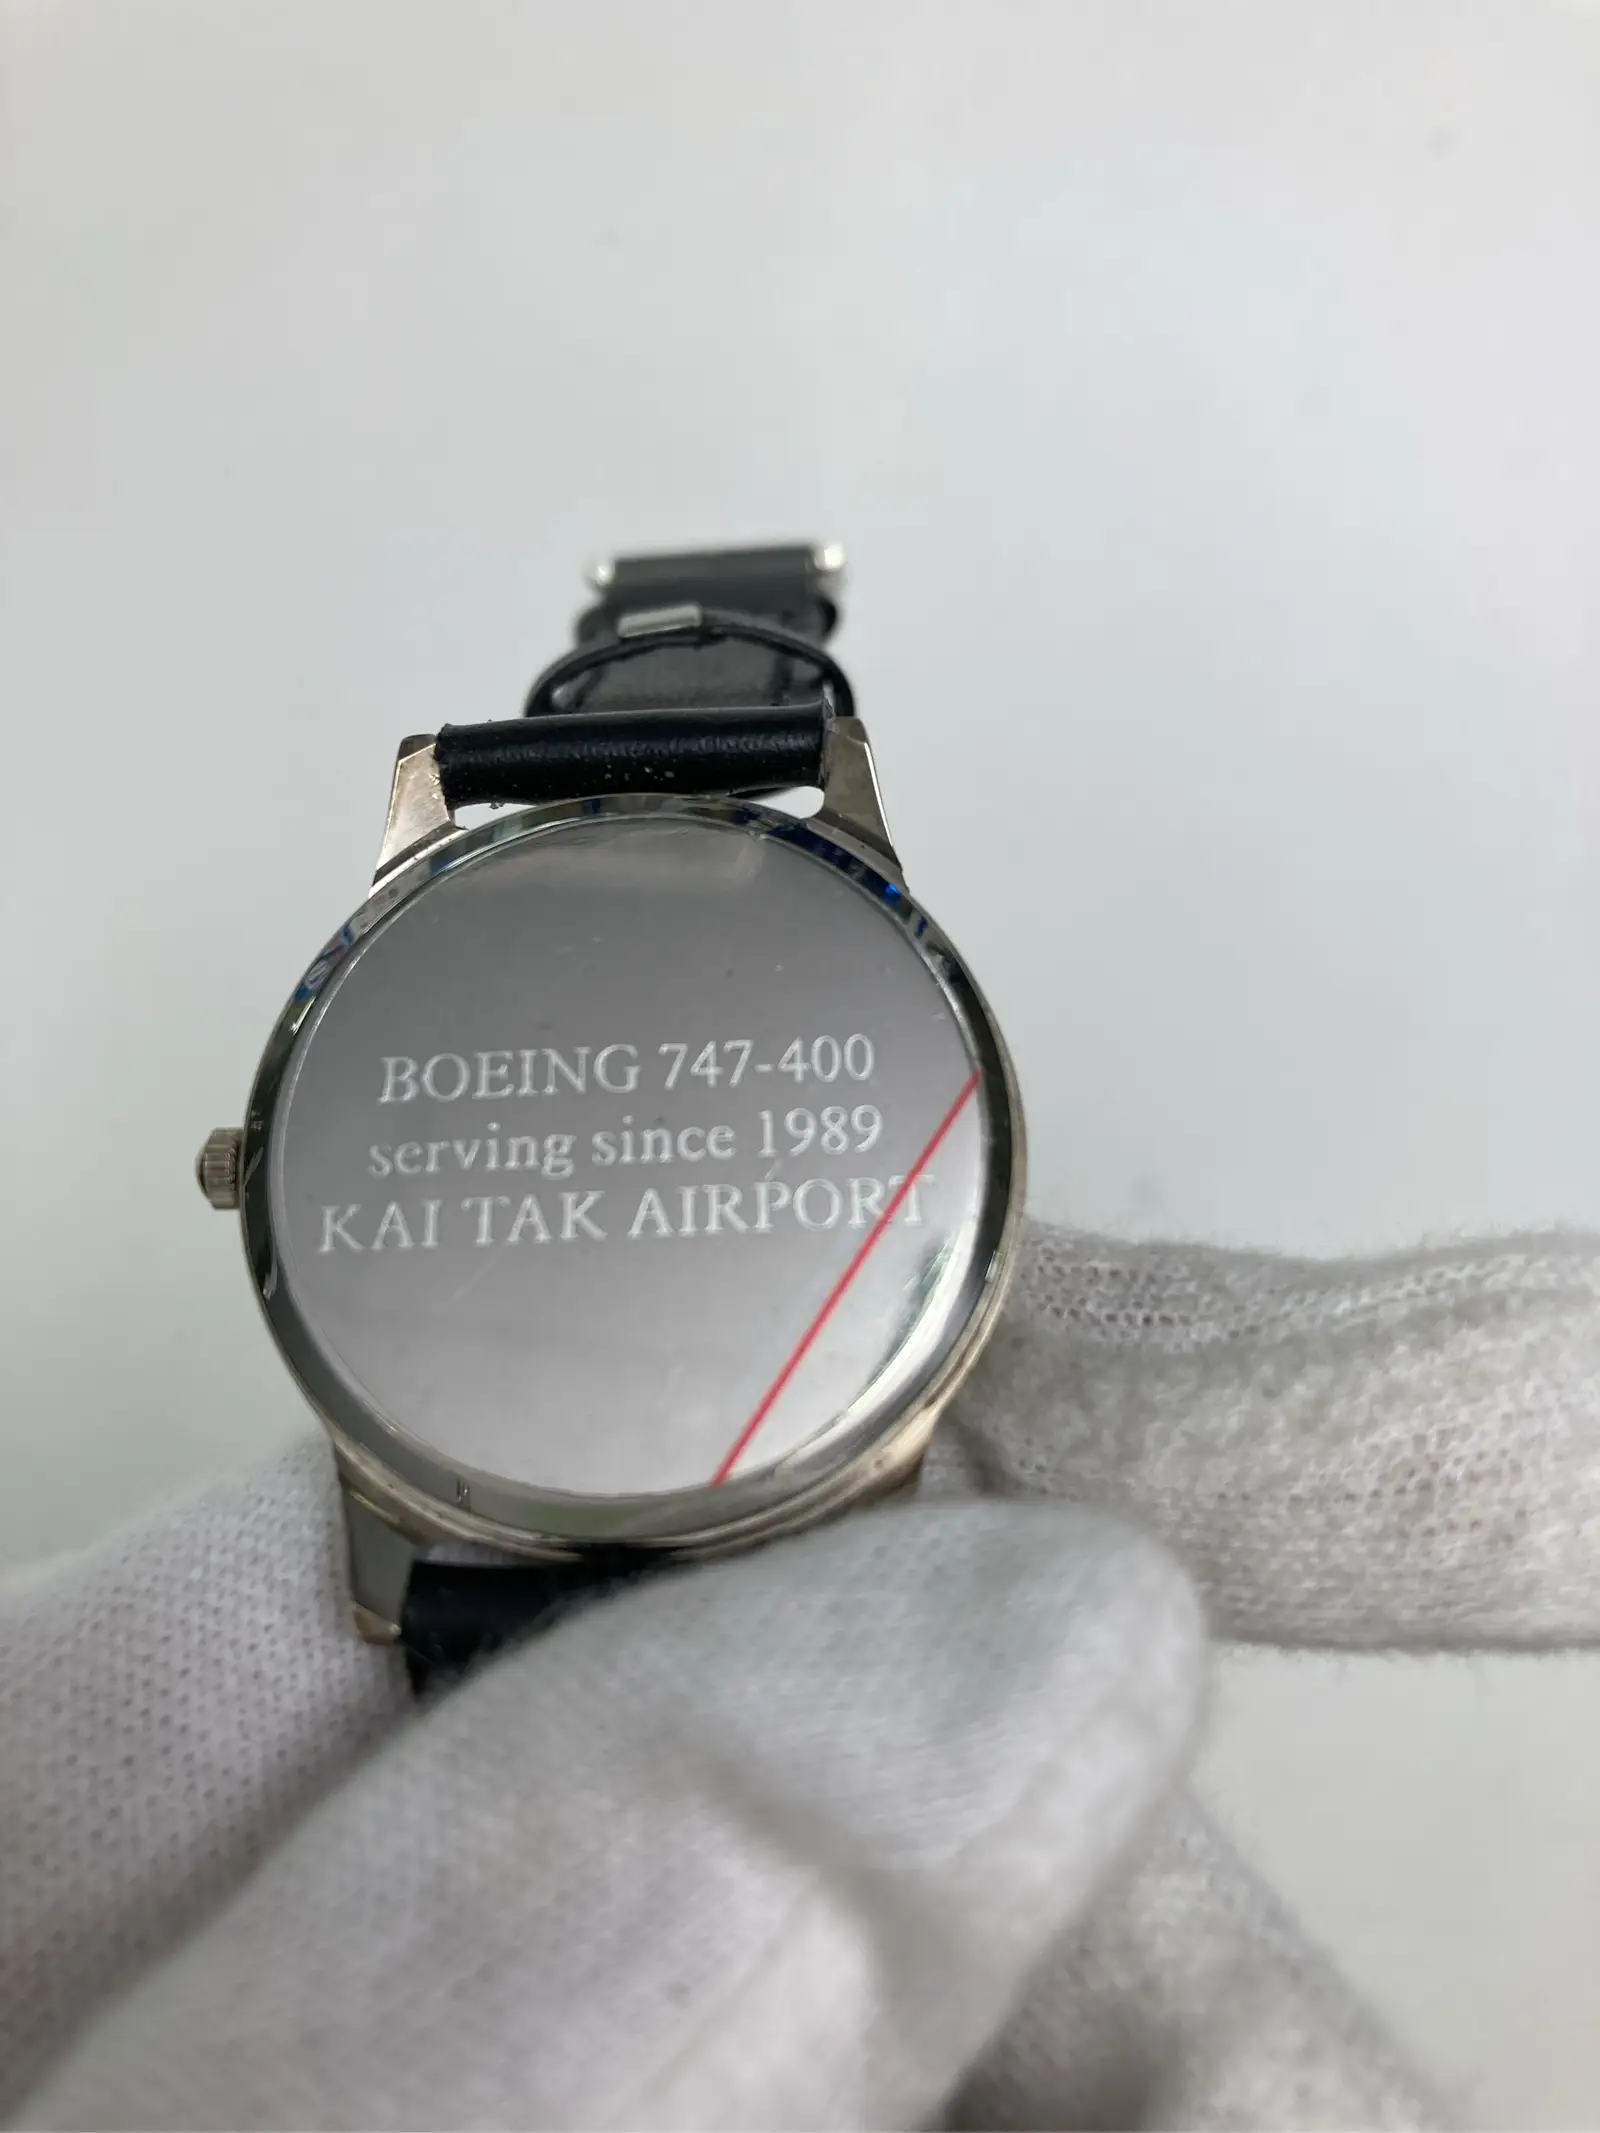 BOEING 747-400
serving since 1989
KAI TAK AIRPORT